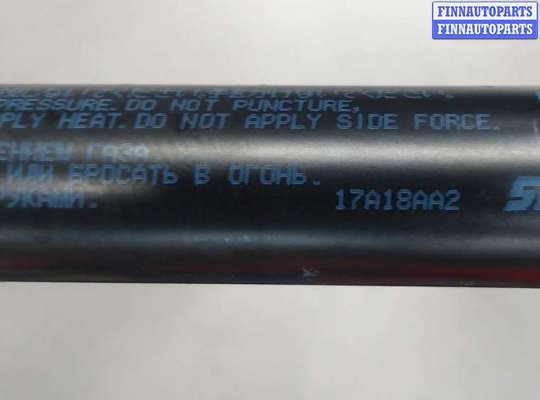 FINNAUTOPARTS
FINNAUTOPARTS
PRESSURE. DO NOT PUNCTURE,
PLY HEAT. DO NOT APPLY SIDE FORCE.
ЕНИЕМ ГАЗА.
ИЛИ БРОСАТЬ В ОГОНЬ.
РУКАМИ. 17A18AA2